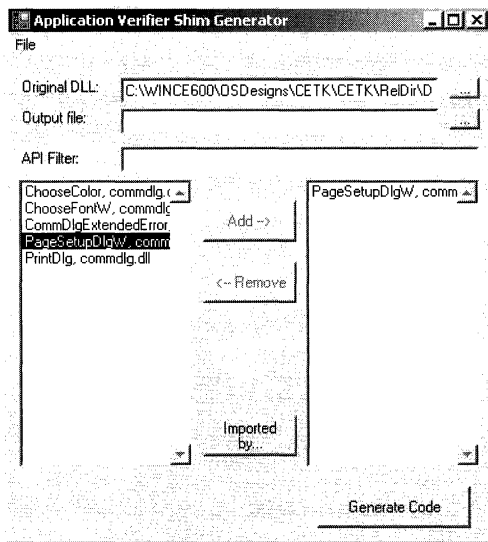 Application Verifier Shim Generator
File
Original DLL: C:\WINCE600\OSDesigns\CETK\CETK\RelDir\D ...
Output file: ...
API Filter:
ChooseColor, commdlg.c
ChooseFontW, commdlg
CommDlgExtendedError,
PageSetupDlgW, comm
PrintDlg, commdlg.dll
Add -->
<-- Remove
Imported by...
PageSetupDlgW, comm
Generate Code